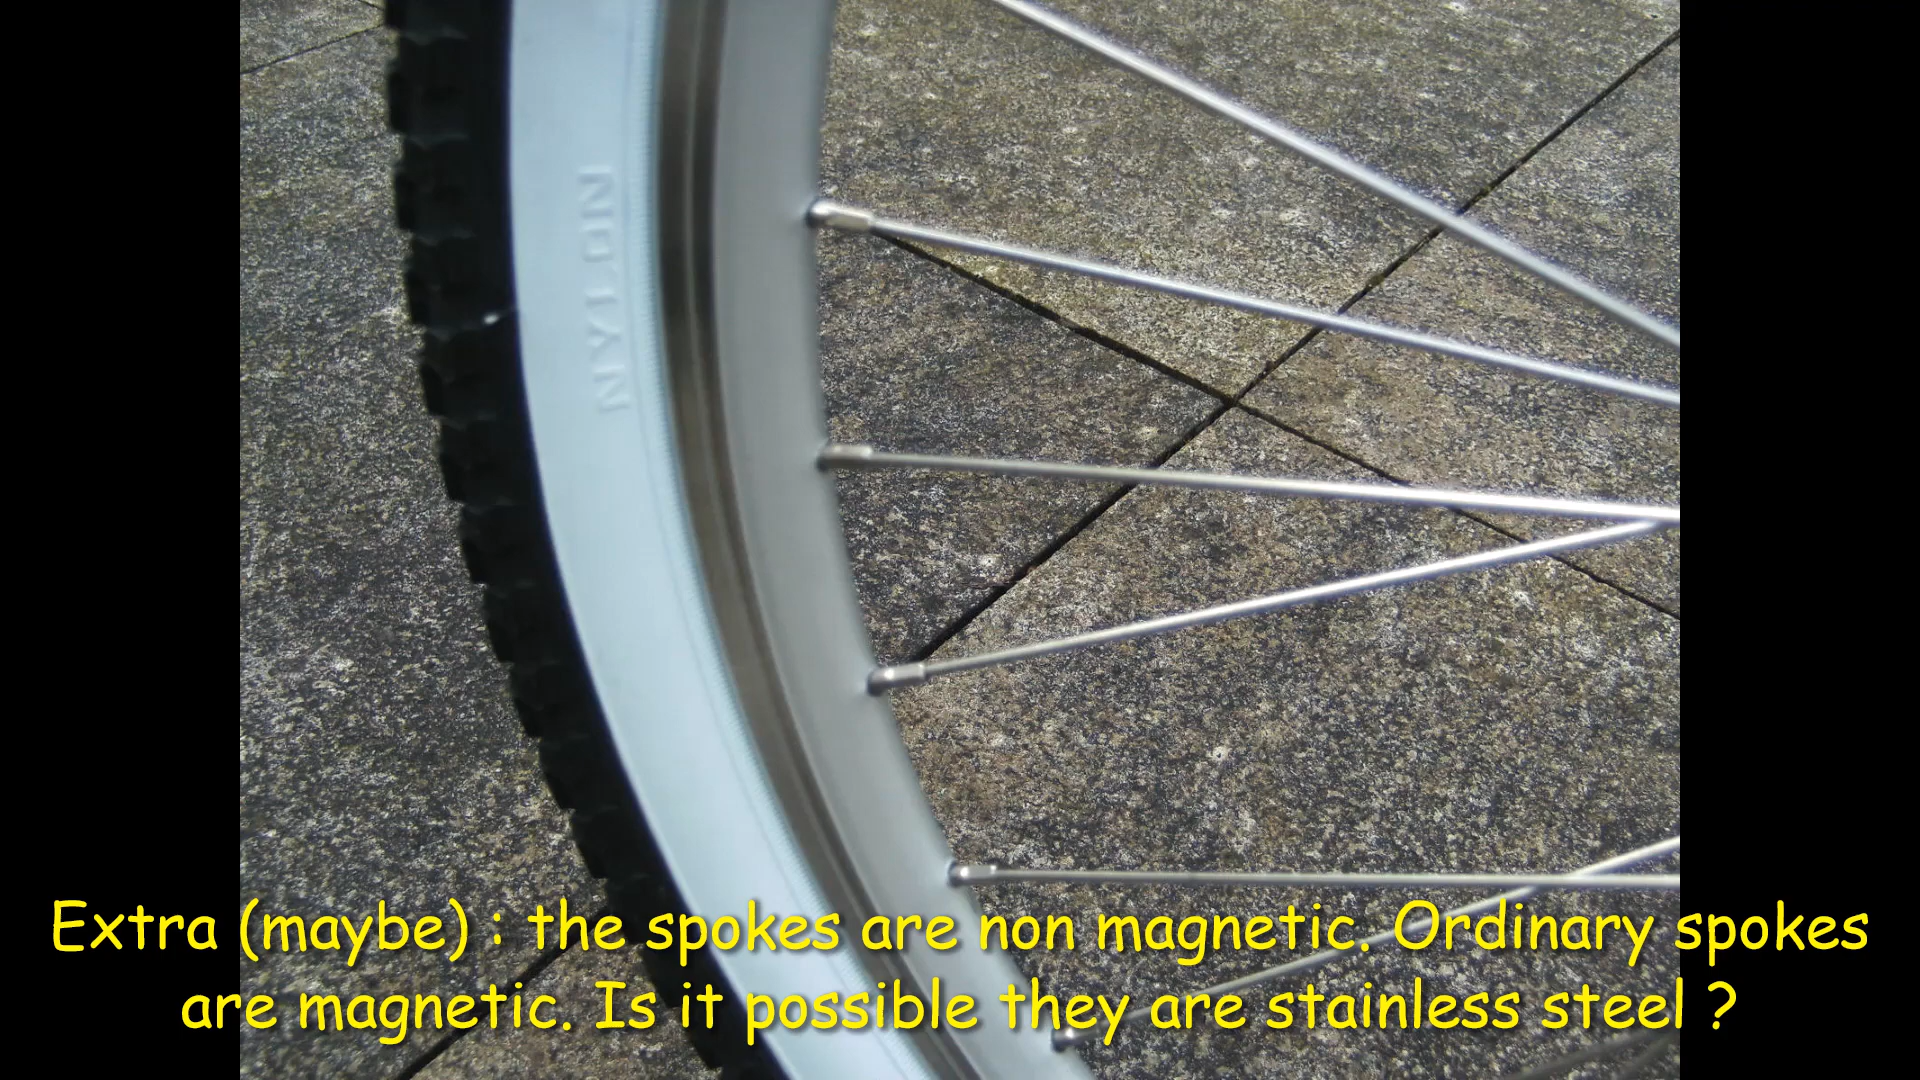 NYLON
Extra (maybe) : the spokes are non magnetic. Ordinary spokes
are magnetic. Is it possible they are stainless steel ?